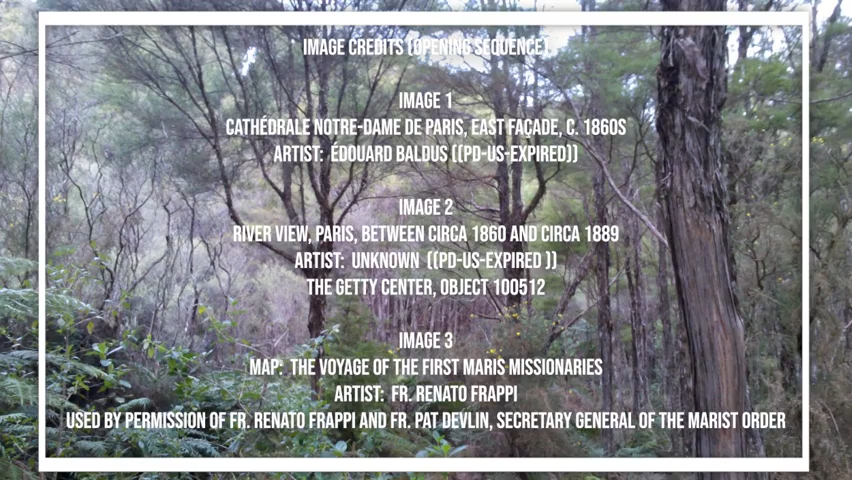 IMAGE CREDITS (OPENING SEQUENCE)
IMAGE 1
CATHÉDRALE NOTRE-DAME DE PARIS, EAST FAÇADE, C. 1860S
ARTIST: ÉDOUARD BALDUS ((PD-US-EXPIRED))
IMAGE 2
RIVER VIEW, PARIS, BETWEEN CIRCA 1860 AND CIRCA 1889
ARTIST: UNKNOWN ((PD-US-EXPIRED ))
THE GETTY CENTER, OBJECT 100512
IMAGE 3
MAP: THE VOYAGE OF THE FIRST MARIS MISSIONARIES
ARTIST: FR. RENATO FRAPPI
USED BY PERMISSION OF FR. RENATO FRAPPI AND FR. PAT DEVLIN, SECRETARY GENERAL OF THE MARIST ORDER